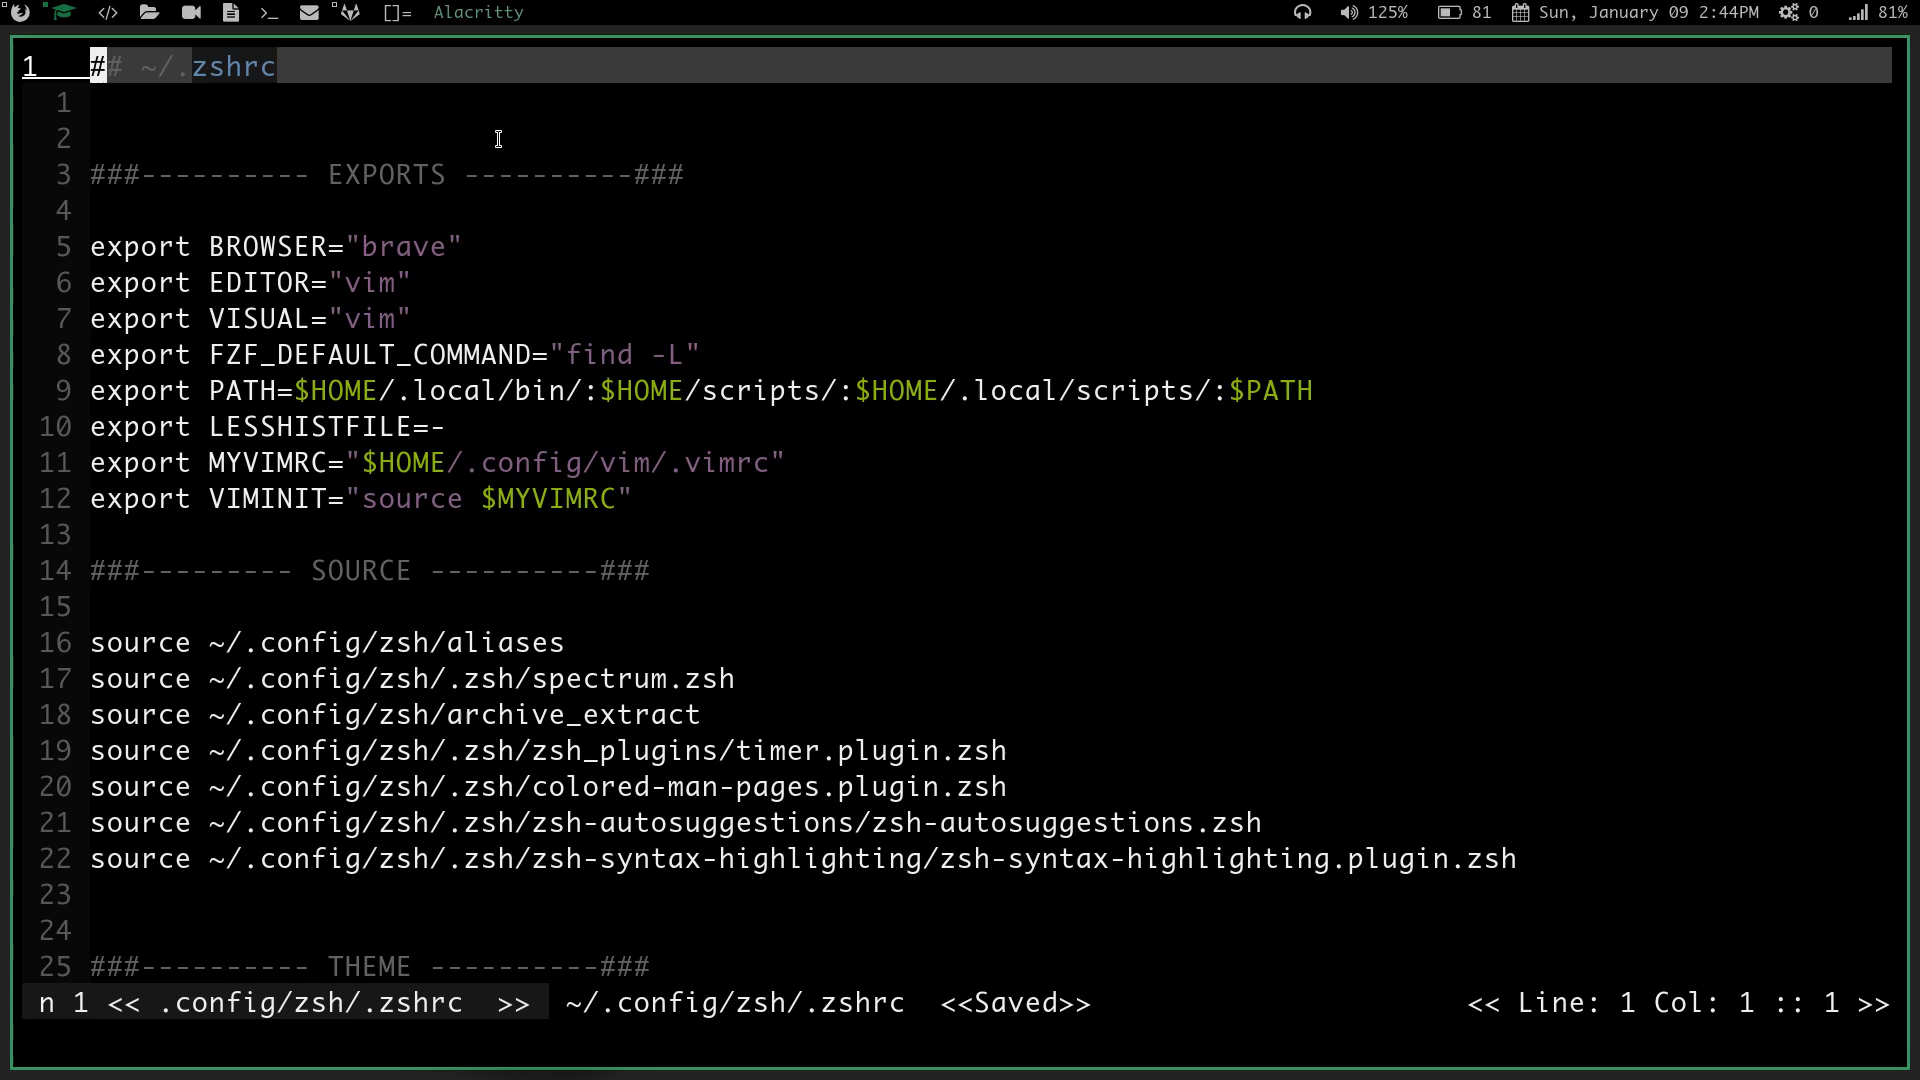 []= Alacritty 125% 81 Sun, January 09 2:44PM 0 81%
1 ## ~/.zshrc
1
2
3 ###---------- EXPORTS ----------###
4
5 export BROWSER="brave"
6 export EDITOR="vim"
7 export VISUAL="vim"
8 export FZF_DEFAULT_COMMAND="find -L"
9 export PATH=$HOME/.local/bin/:$HOME/scripts/:$HOME/.local/scripts/:$PATH
10 export LESSHISTFILE=-
11 export MYVIMRC="$HOME/.config/vim/.vimrc"
12 export VIMINIT="source $MYVIMRC"
13
14 ###--------- SOURCE ----------###
15
16 source ~/.config/zsh/aliases
17 source ~/.config/zsh/.zsh/spectrum.zsh
18 source ~/.config/zsh/archive_extract
19 source ~/.config/zsh/.zsh/zsh_plugins/timer.plugin.zsh
20 source ~/.config/zsh/.zsh/colored-man-pages.plugin.zsh
21 source ~/.config/zsh/.zsh/zsh-autosuggestions/zsh-autosuggestions.zsh
22 source ~/.config/zsh/.zsh/zsh-syntax-highlighting/zsh-syntax-highlighting.plugin.zsh
23
24
25 ###---------- THEME ----------###
n 1 << .config/zsh/.zshrc >> ~/.config/zsh/.zshrc <<Saved>> << Line: 1 Col: 1 :: 1 >>